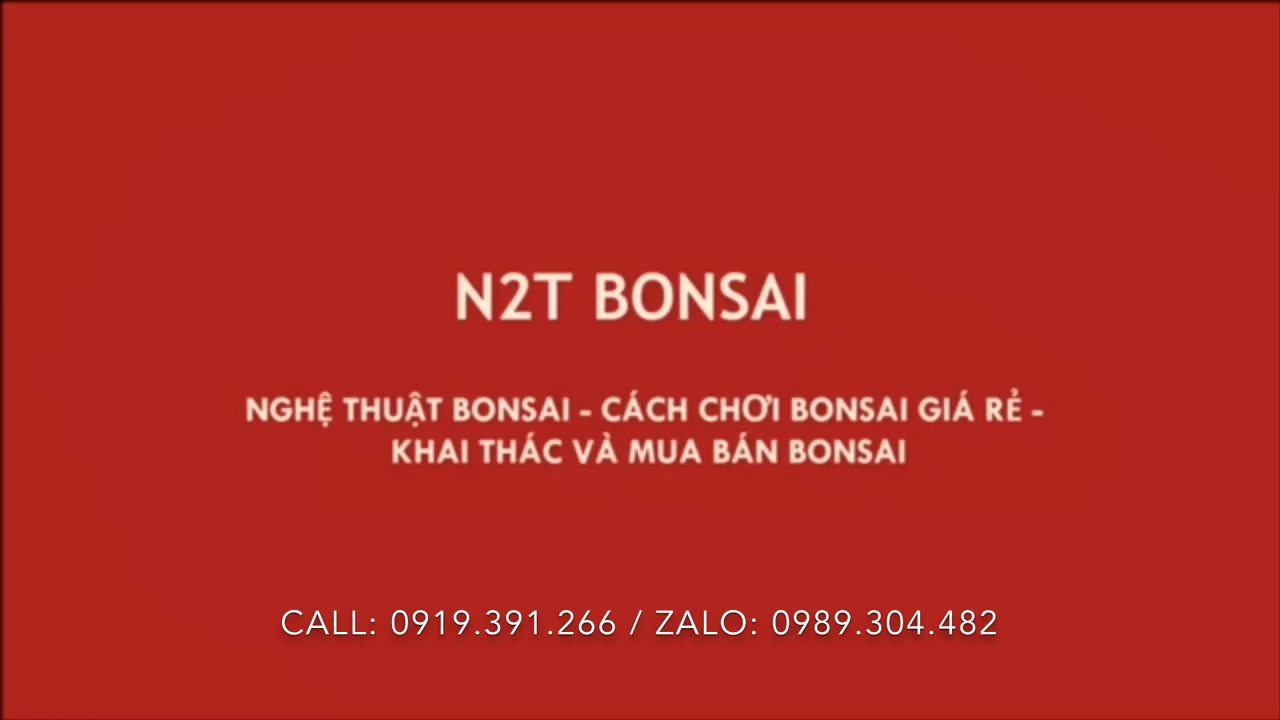 N2T BONSAI
NGHỆ THUẬT BONSAI - CÁCH CHƠI BONSAI GIÁ RẺ -
KHAI THÁC VÀ MUA BÁN BONSAI
CALL: 0919.391.266 / ZALO: 0989.304.482